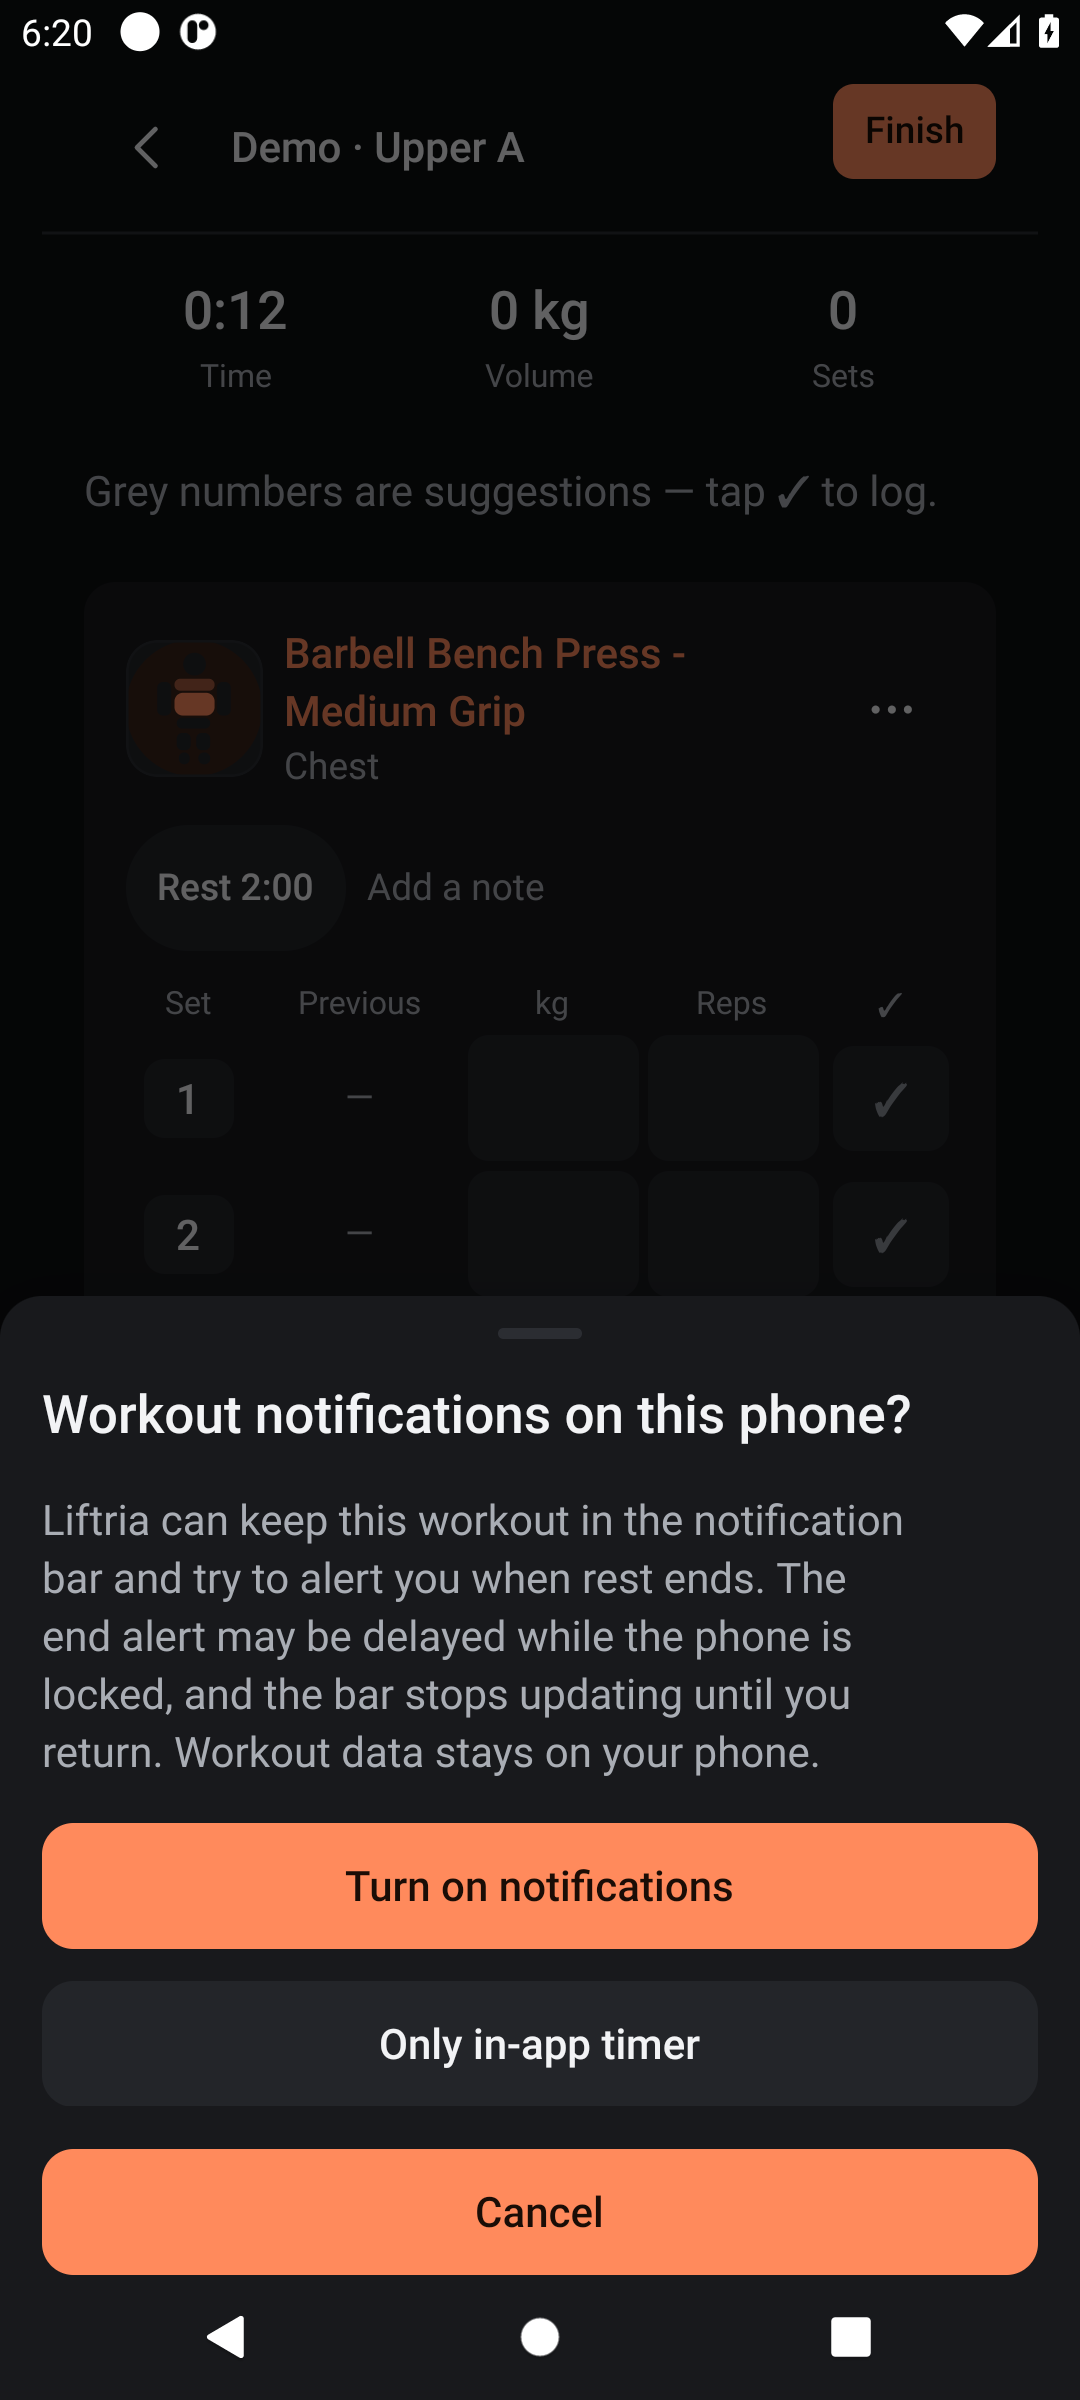 6:20
Demo · Upper A
Finish
0:12 0 kg 0
Time Volume Sets
Grey numbers are suggestions — tap ✓ to log.
Barbell Bench Press -
Medium Grip
Chest
Rest 2:00 Add a note
Set Previous kg Reps ✓
1 — ✓
2 — ✓
Workout notifications on this phone?
Liftria can keep this workout in the notification
bar and try to alert you when rest ends. The
end alert may be delayed while the phone is
locked, and the bar stops updating until you
return. Workout data stays on your phone.
Turn on notifications
Only in-app timer
Cancel